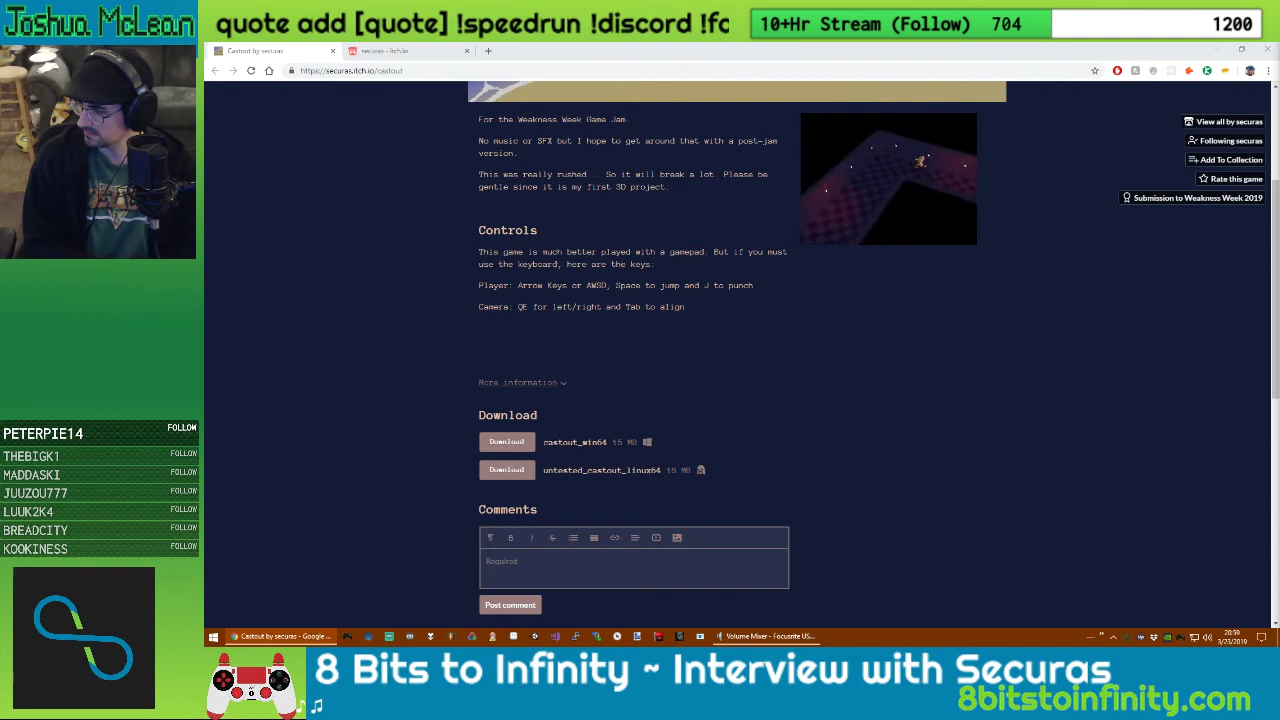 Joshua McLean
quote add [quote] !speedrun !discord !fo
10+Hr Stream (Follow) 704 1200
Castout by securas
securas - itch.io
https://securas.itch.io/castout
For the Weakness Week Game Jam
No music or SFX but I hope to get around that with a post-jam
version.
This was really rushed... So it will break a lot. Please be
gentle since it is my first 3D project.
View all by securas
Following securas
Add To Collection
Rate this game
Submission to Weakness Week 2019
Controls
This game is much better played with a gamepad. But if you must
use the keyboard, here are the keys:
Player: Arrow Keys or AWSD, Space to jump and J to punch
Camera: QE for left/right and Tab to align
More information
Download
Download castout_win64 15 MB
Download untested_castout_linux64 16 MB
Comments
Required
Post comment
PETERPIE14 FOLLOW
THEBIGK1 FOLLOW
MADDASKI FOLLOW
JUUZOU777 FOLLOW
LUUK2K4 FOLLOW
BREADCITY FOLLOW
KOOKINESS FOLLOW
Castout by securas - Google ...
Volume Mixer - Focusrite US...
20:59
3/23/2019
8 Bits to Infinity ~ Interview with Securas
8bitstoinfinity.com